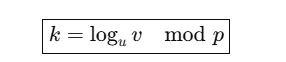 k = log_u v mod p